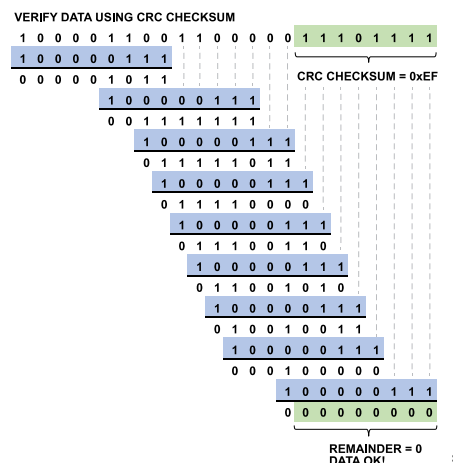 VERIFY DATA USING CRC CHECKSUM
1 0 0 0 0 1 1 0 0 1 1 0 0 0 0 0 1 1 1 0 1 1 1 1
1 0 0 0 0 0 1 1 1
0 0 0 0 0 1 0 1 1
CRC CHECKSUM = 0xEF
1 0 0 0 0 0 1 1 1
0 0 1 1 1 1 1 1 1
1 0 0 0 0 0 1 1 1
0 1 1 1 1 1 0 1 1
1 0 0 0 0 0 1 1 1
0 1 1 1 1 0 0 0 0
1 0 0 0 0 0 1 1 1
0 1 1 1 0 0 1 1 0
1 0 0 0 0 0 1 1 1
0 1 1 0 0 1 0 1 0
1 0 0 0 0 0 1 1 1
0 1 0 0 1 0 0 1 1
1 0 0 0 0 0 1 1 1
0 0 0 1 0 0 0 0 0
1 0 0 0 0 0 1 1 1
0 0 0 0 0 0 0 0 0
REMAINDER = 0
DATA OK!